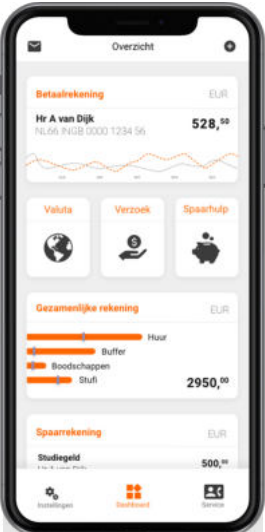 Overzicht
Betaalrekening EUR
Hr A van Dijk
NL66 INGB 0000 1234 56
528,50
Valuta Verzoek Spaarhulp
Gezamenlijke rekening EUR
Huur
Buffer
Boodschappen
Stufi
2950,00
Spaarrekening EUR
Studiegeld
500,00
Instellingen Dashboard Service